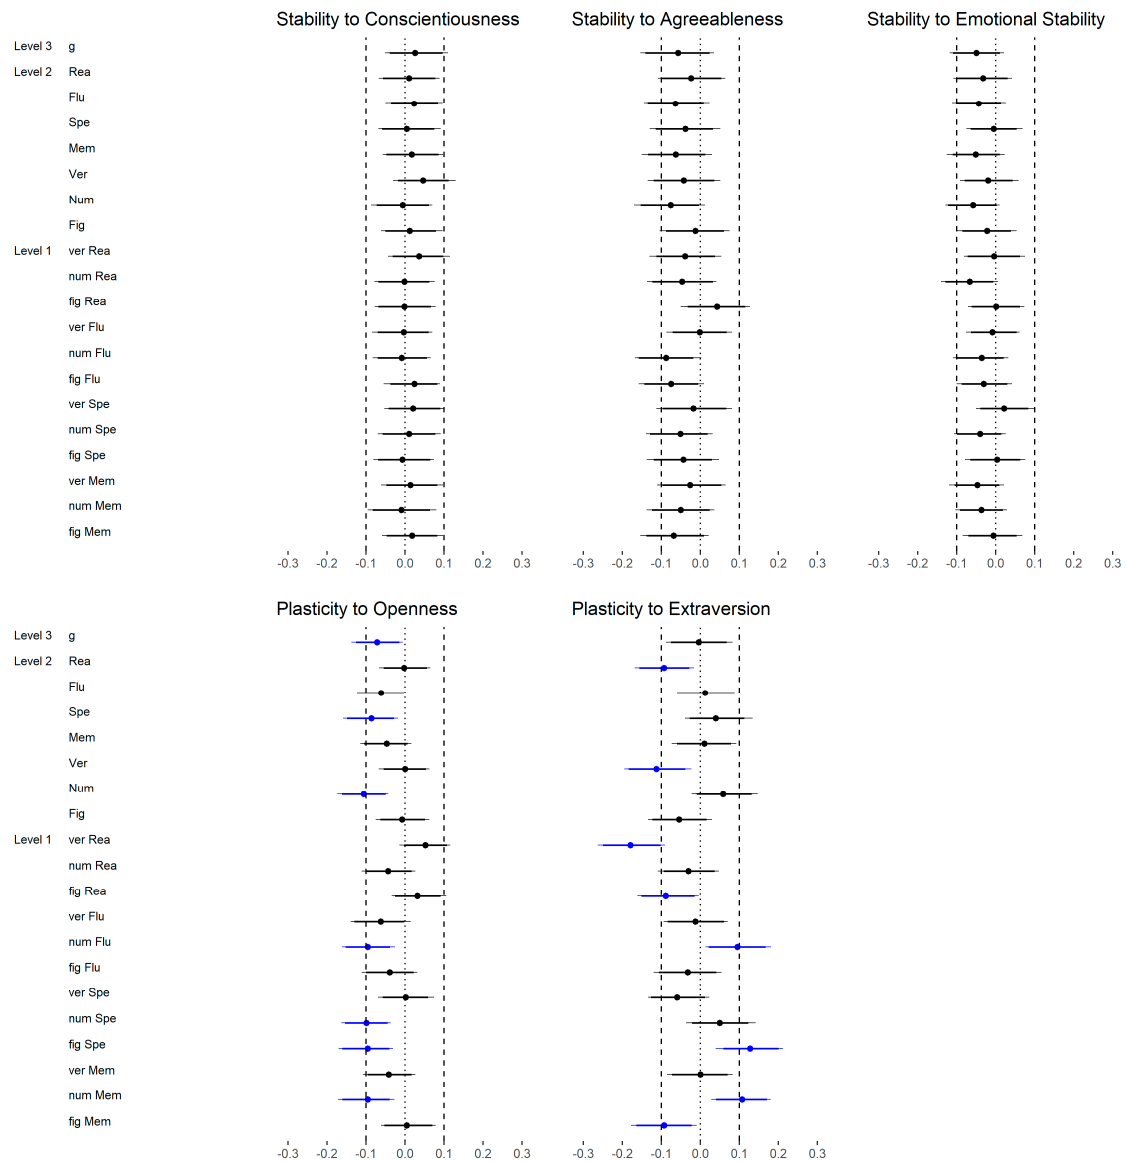 Stability to Conscientiousness Stability to Agreeableness Stability to Emotional Stability
Level 3 g
Level 2 Rea
Flu
Spe
Mem
Ver
Num
Fig
Level 1 ver Rea
num Rea
fig Rea
ver Flu
num Flu
fig Flu
ver Spe
num Spe
fig Spe
ver Mem
num Mem
fig Mem
-0.3 -0.2 -0.1 0.0 0.1 0.2 0.3 -0.3 -0.2 -0.1 0.0 0.1 0.2 0.3 -0.3 -0.2 -0.1 0.0 0.1 0.2 0.3
Plasticity to Openness Plasticity to Extraversion
Level 3 g
Level 2 Rea
Flu
Spe
Mem
Ver
Num
Fig
Level 1 ver Rea
num Rea
fig Rea
ver Flu
num Flu
fig Flu
ver Spe
num Spe
fig Spe
ver Mem
num Mem
fig Mem
-0.3 -0.2 -0.1 0.0 0.1 0.2 0.3 -0.3 -0.2 -0.1 0.0 0.1 0.2 0.3